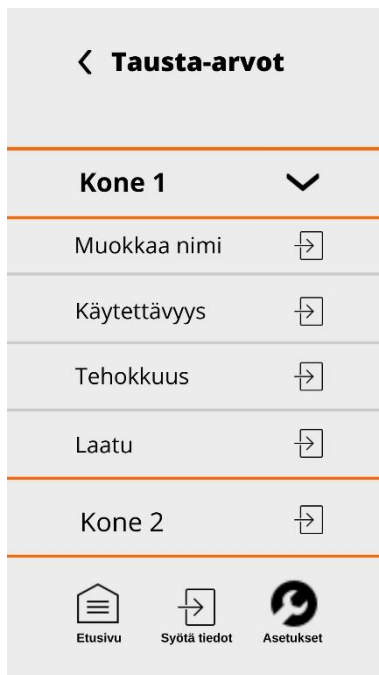 Tausta-arvot
Kone 1
Muokkaa nimi
Käytettävyys
Tehokkuus
Laatu
Kone 2
Etusivu Syötä tiedot Asetukset